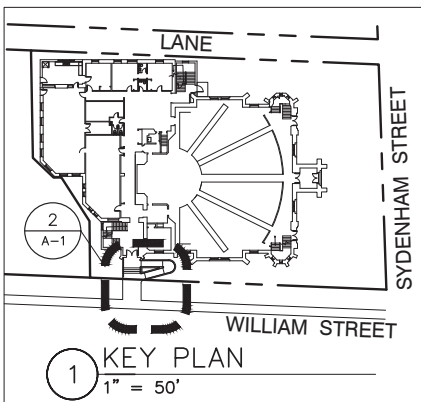 LANE
SYDENHAM STREET
2
A-1
WILLIAM STREET
1 KEY PLAN
1" = 50'